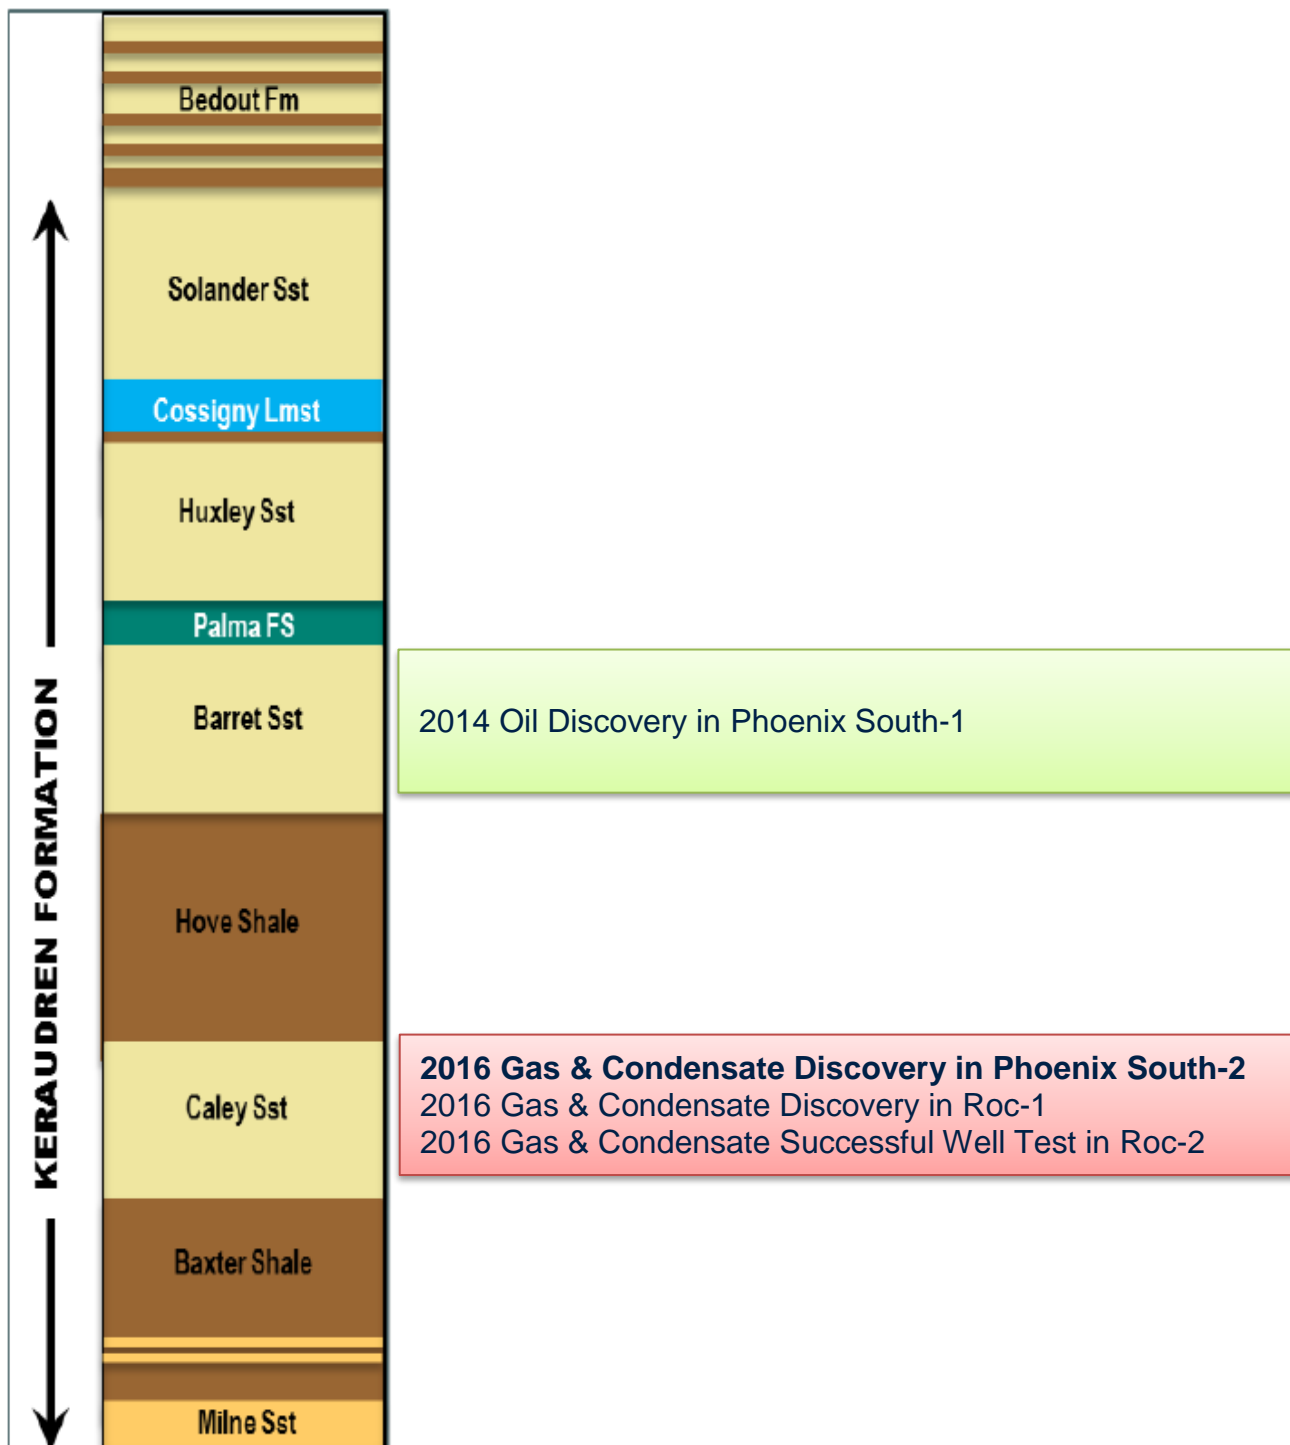 Bedout Fm
Solander Sst
Cossigny Lmst
Huxley Sst
Palma FS
Barret Sst
2014 Oil Discovery in Phoenix South-1
KERAUDREN FORMATION
Hove Shale
Caley Sst
2016 Gas & Condensate Discovery in Phoenix South-2
2016 Gas & Condensate Discovery in Roc-1
2016 Gas & Condensate Successful Well Test in Roc-2
Baxter Shale
Milne Sst